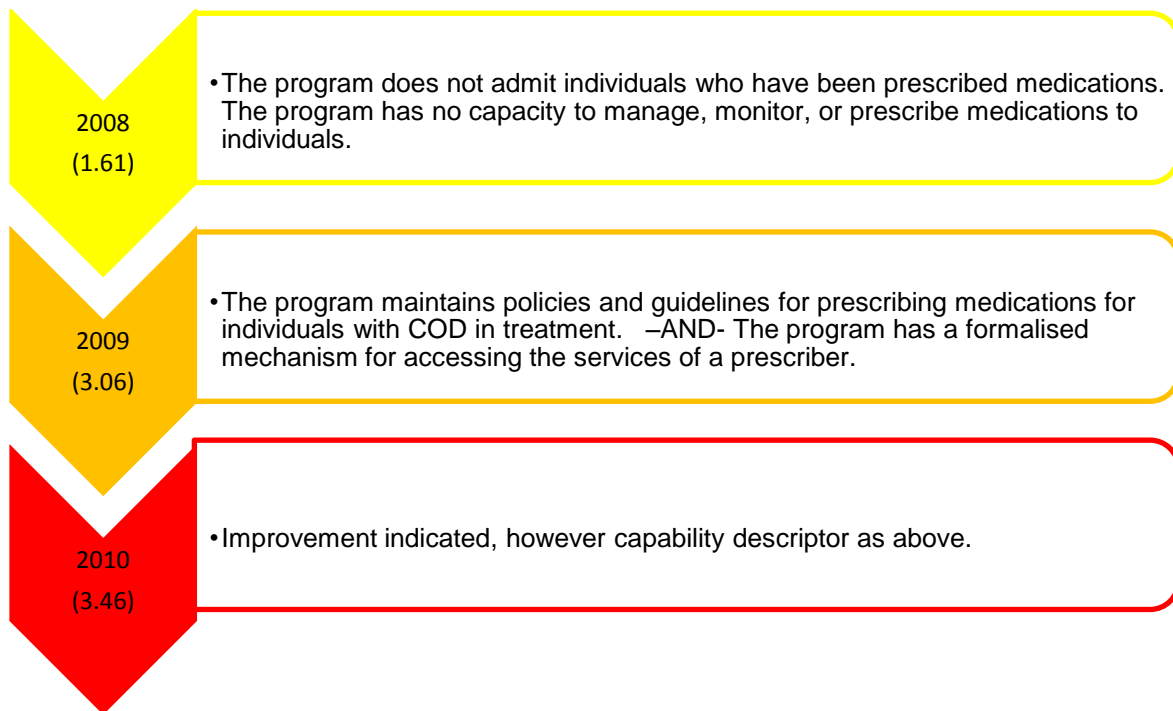 2008
(1.61)
•The program does not admit individuals who have been prescribed medications.
The program has no capacity to manage, monitor, or prescribe medications to
individuals.
2009
(3.06)
•The program maintains policies and guidelines for prescribing medications for
individuals with COD in treatment.   –AND- The program has a formalised
mechanism for accessing the services of a prescriber.
2010
(3.46)
•Improvement indicated, however capability descriptor as above.